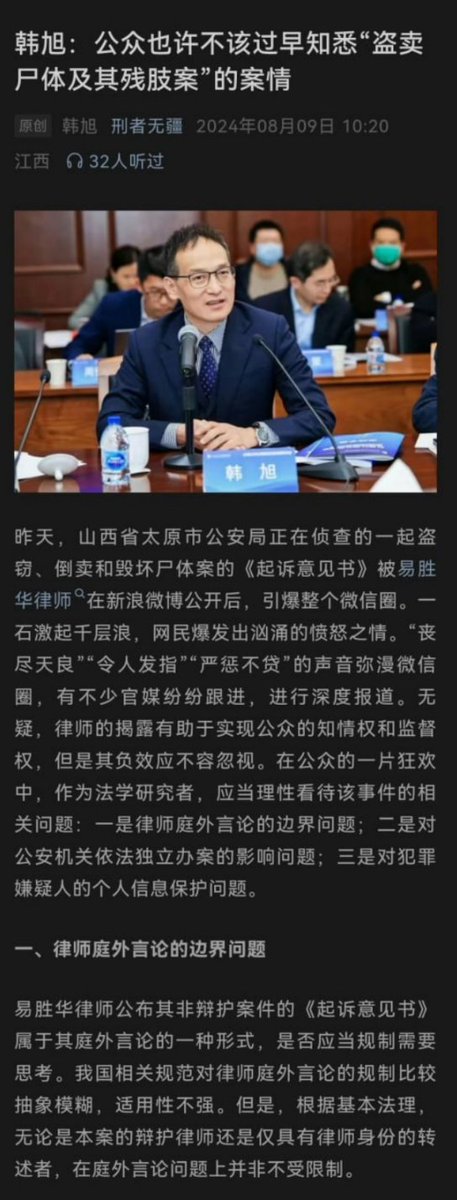 韩旭：公众也许不该过早知悉“盗卖
尸体及其残肢案”的案情
原创 韩旭 刑者无疆 2024年08月09日 10:20
江西 32人听过
韩 旭
昨天，山西省太原市公安局正在侦查的一起盗
窃、倒卖和毁坏尸体案的《起诉意见书》被易胜
华律师在新浪微博公开后，引爆整个微信圈。一
石激起千层浪，网民爆发出汹涌的愤怒之情。“丧
尽天良”“令人发指”“严惩不贷”的声音弥漫微信
圈，有不少官媒纷纷跟进，进行深度报道。无
疑，律师的揭露有助于实现公众的知情权和监督
权，但是其负效应不容忽视。在公众的一片狂欢
中，作为法学研究者，应当理性看待该事件的相
关问题：一是律师庭外言论的边界问题；二是对
公安机关依法独立办案的影响问题；三是对犯罪
嫌疑人的个人信息保护问题。
一、律师庭外言论的边界问题
易胜华律师公布其非辩护案件的《起诉意见书》
属于其庭外言论的一种形式，是否应当规制需要
思考。我国相关规范对律师庭外言论的规制比较
抽象模糊，适用性不强。但是，根据基本法理，
无论是本案的辩护律师还是仅具有律师身份的转
述者，在庭外言论问题上并非不受限制。